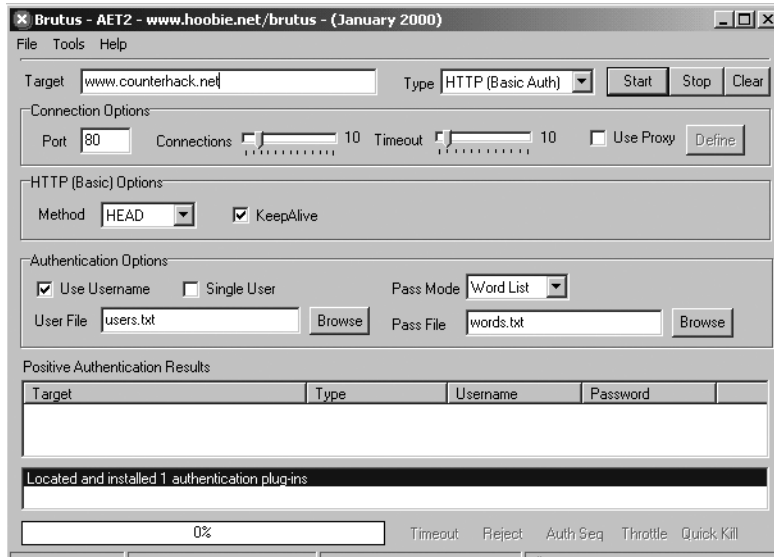 Brutus - AET2 - www.hoobie.net/brutus - (January 2000)
File Tools Help
Target www.counterhack.net Type HTTP (Basic Auth) Start Stop Clear
Connection Options
Port 80 Connections 10 Timeout 10 Use Proxy Define
HTTP (Basic) Options
Method HEAD KeepAlive
Authentication Options
Use Username Single User Pass Mode Word List
User File users.txt Browse Pass File words.txt Browse
Positive Authentication Results
Target Type Username Password
Located and installed 1 authentication plug-ins
0% Timeout Reject Auth Seq Throttle Quick Kill